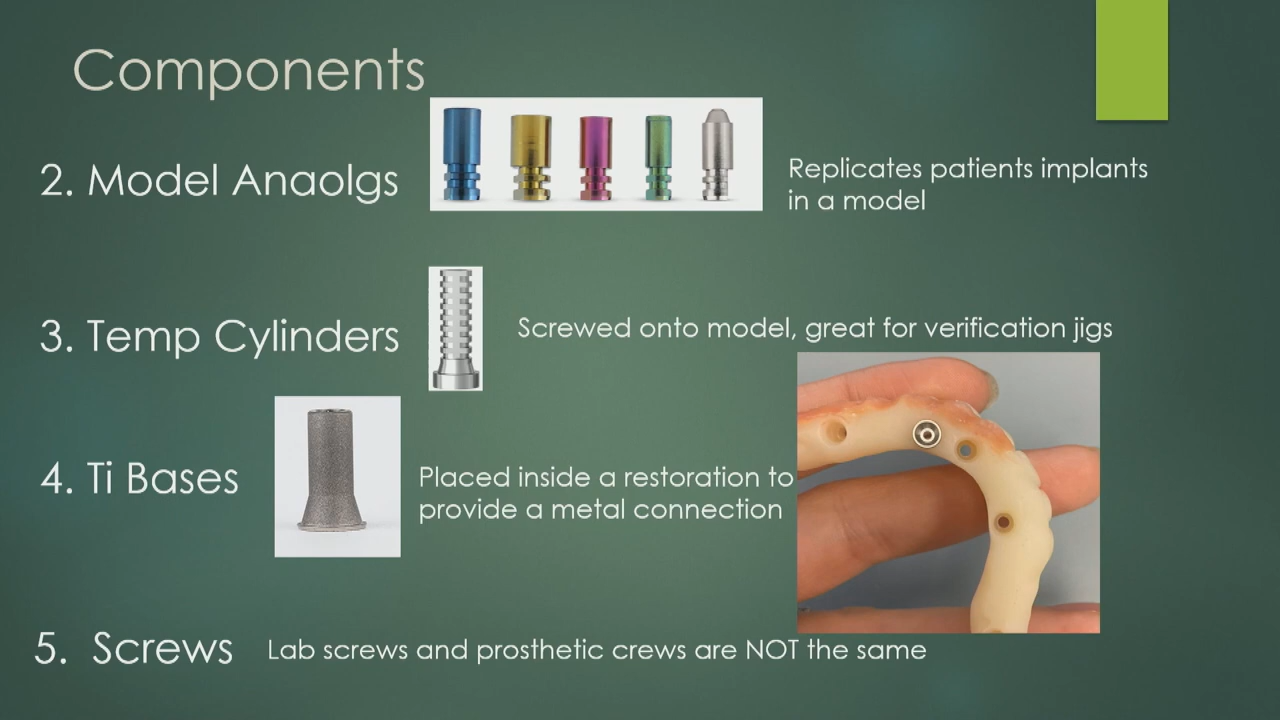 Components
2. Model Anaolgs
Replicates patients implants
in a model
3. Temp Cylinders
Screwed onto model, great for verification jigs
4. Ti Bases
Placed inside a restoration to
provide a metal connection
5. Screws
Lab screws and prosthetic crews are NOT the same